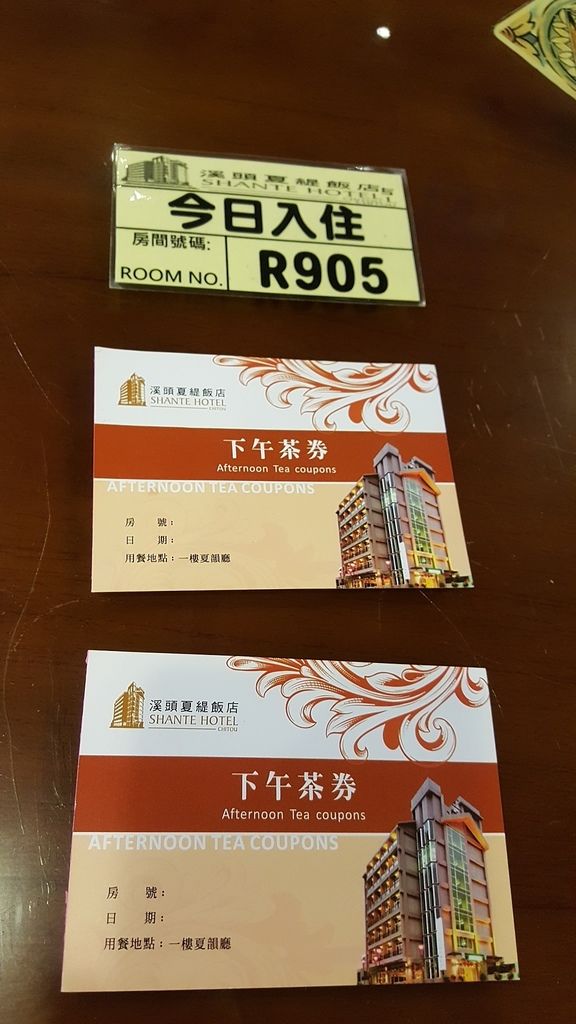 溪頭夏緹飯店
SHANTE HOTEL
今日入住
房間號碼:
ROOM NO.
R905
溪頭夏緹飯店
SHANTE HOTEL
CHITOU
下午茶券
Afternoon Tea coupons
AFTERNOON TEA COUPONS
房 號：
日 期：
用餐地點：一樓夏韻廳
溪頭夏緹飯店
SHANTE HOTEL
CHITOU
下午茶券
Afternoon Tea coupons
AFTERNOON TEA COUPONS
房 號：
日 期：
用餐地點：一樓夏韻廳